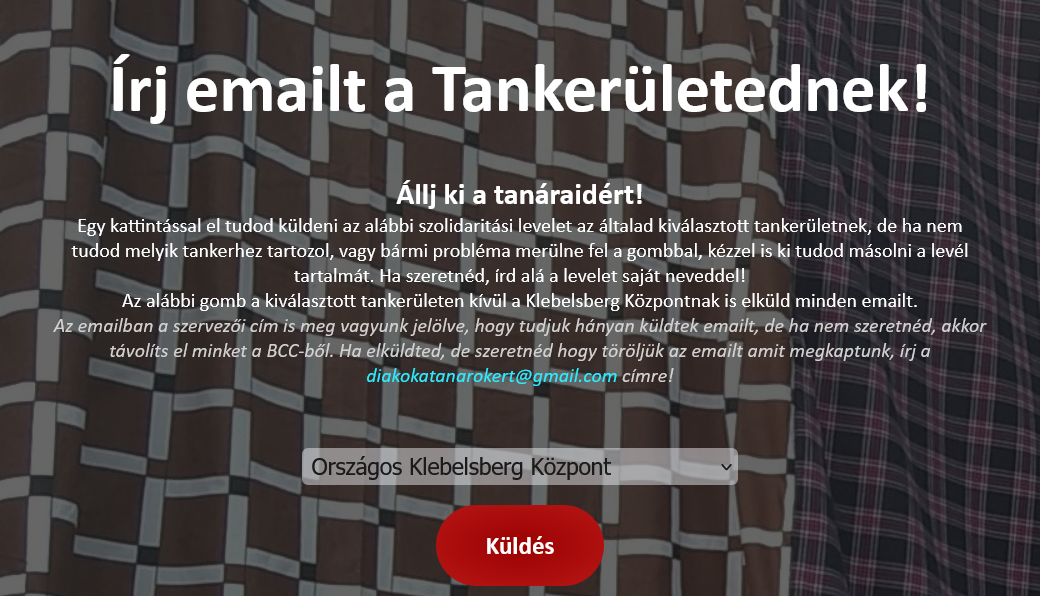 Írj emailt a Tankerületednek!
Állj ki a tanáraidért!
Egy kattintással el tudod küldeni az alábbi szolidaritási levelet az általad kiválasztott tankerületnek, de ha nem
tudod melyik tankerhez tartozol, vagy bármi probléma merülne fel a gombbal, kézzel is ki tudod másolni a levél
tartalmát. Ha szeretnéd, írd alá a levelet saját neveddel!
Az alábbi gomb a kiválasztott tankerületen kívül a Klebelsberg Központnak is elküld minden emailt.
Az emailban a szervezői cím is meg vagyunk jelölve, hogy tudjuk hányan küldtek emailt, de ha nem szeretnéd, akkor
távolíts el minket a BCC-ből. Ha elküldted, de szeretnéd hogy töröljük az emailt amit megkaptunk, írj a
diakokatanarokert@gmail.com címre!
Országos Klebelsberg Központ
Küldés